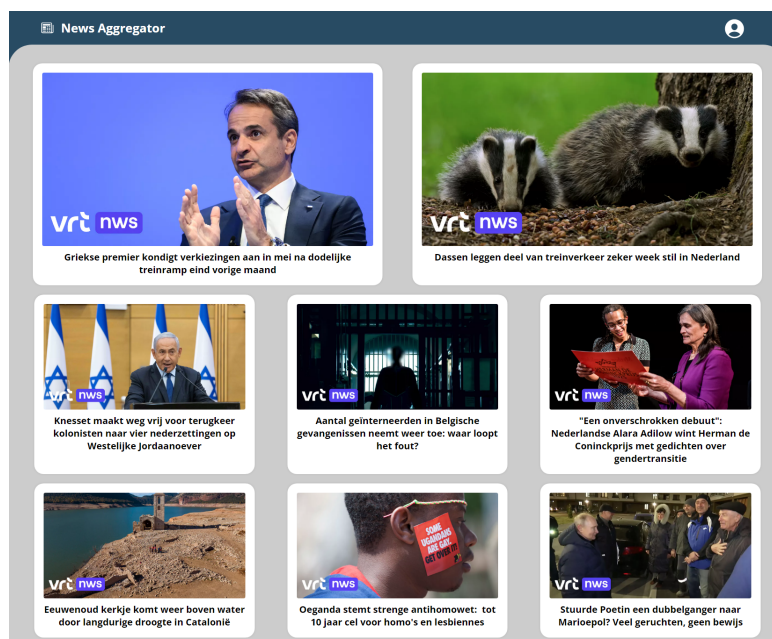 News Aggregator
vrt nws
Griekse premier kondigt verkiezingen aan in mei na dodelijke
treinramp eind vorige maand
vrt nws
Dassen leggen deel van treinverkeer zeker week stil in Nederland
vrt nws
Knesset maakt weg vrij voor terugkeer
kolonisten naar vier nederzettingen op
Westelijke Jordaanoever
vrt nws
Aantal geïnterneerden in Belgische
gevangenissen neemt weer toe: waar loopt
het fout?
vrt nws
"Een onverschrokken debuut":
Nederlandse Alara Adilow wint Herman de
Coninckprijs met gedichten over
gendertransitie
vrt nws
Eeuwenoud kerkje komt weer boven water
door langdurige droogte in Catalonië
SOME
UGANDANS
ARE GAY.
GET OVER IT!
vrt nws
Oeganda stemt strenge antihomowet: tot
10 jaar cel voor homo's en lesbiennes
vrt nws
Stuurde Poetin een dubbelganger naar
Marioepol? Veel geruchten, geen bewijs